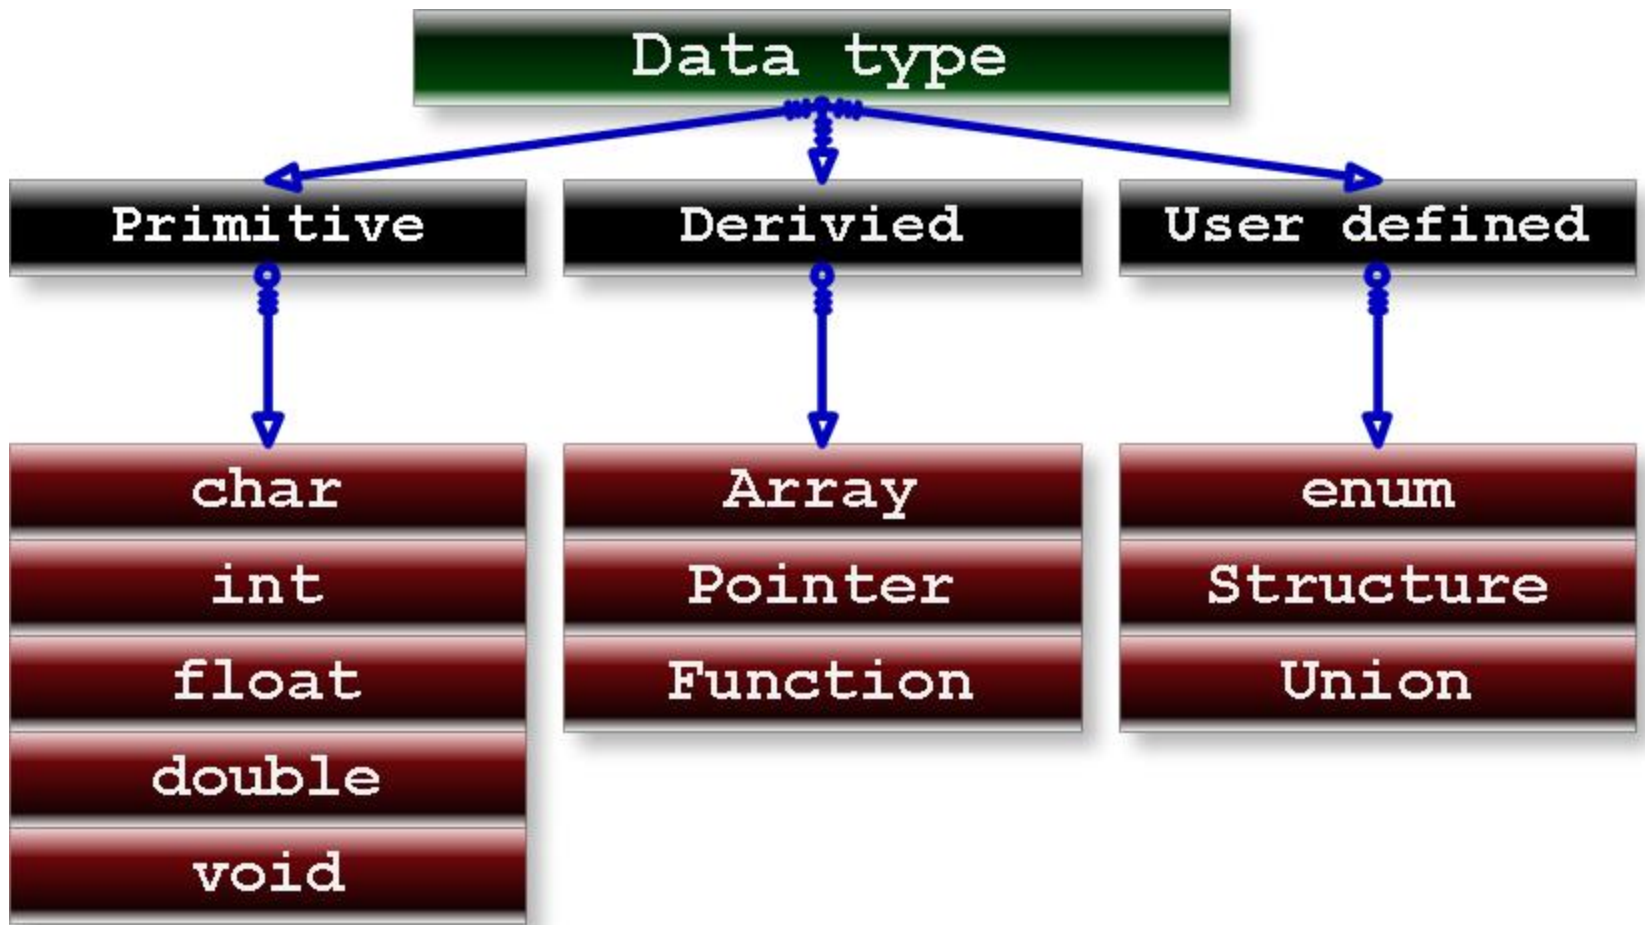 Data type
Primitive
Derivied
User defined
char
int
float
double
void
Array
Pointer
Function
enum
Structure
Union